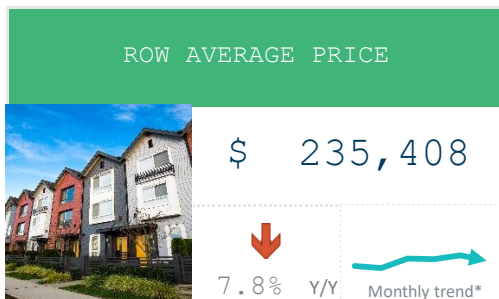 ROW AVERAGE PRICE
$ 235,408
7.8% Y/Y
Monthly trend*